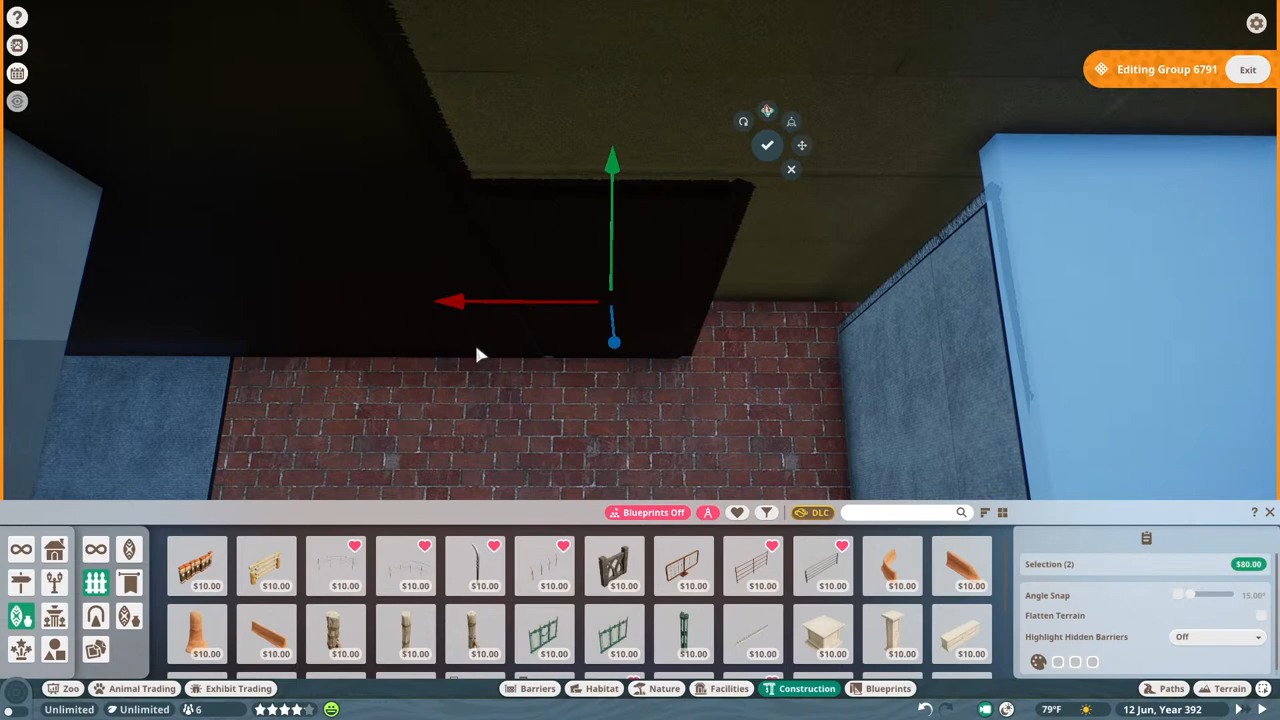 Editing Group 6791 Exit
Blueprints Off DLC
$10.00 $10.00 $10.00 $10.00 $10.00 $10.00 $10.00 $10.00 $10.00 $10.00 $10.00 $10.00
$10.00 $10.00 $10.00 $10.00 $10.00 $10.00 $10.00 $10.00 $10.00 $10.00 $10.00 $10.00
Selection (2) $80.00
Angle Snap 15.00°
Flatten Terrain
Highlight Hidden Barriers Off
Zoo Animal Trading Exhibit Trading Barriers Habitat Nature Facilities Construction Blueprints Paths Terrain
Unlimited Unlimited 6 79°F 12 Jun, Year 392